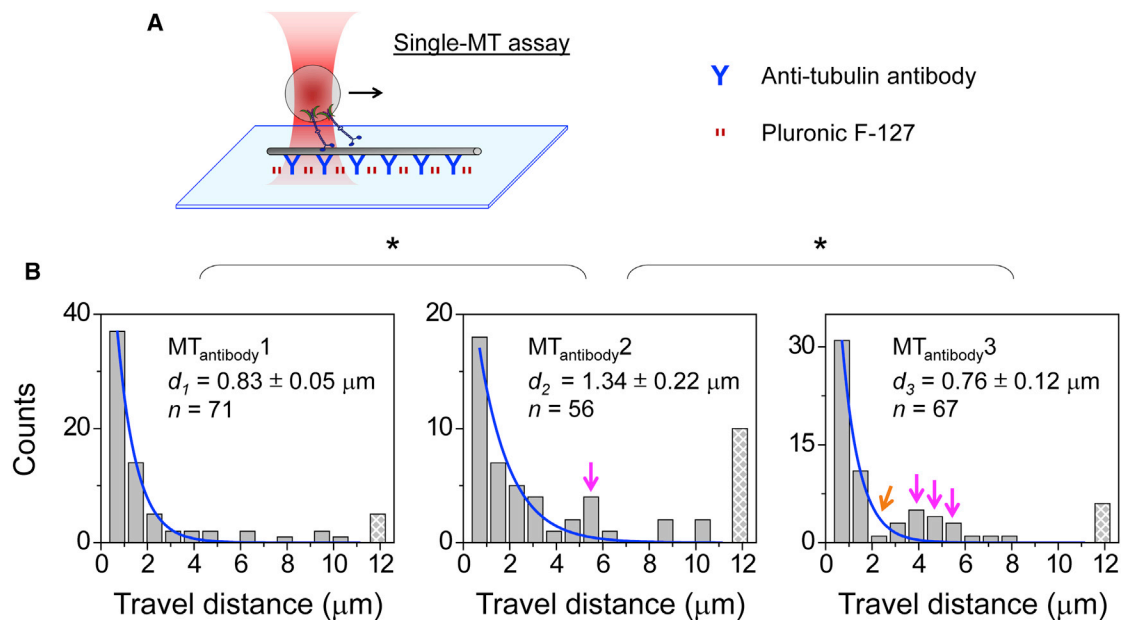 A
Single-MT assay
Anti-tubulin antibody
Pluronic F-127
B
*
*
MTantibody1
d1 = 0.83 ± 0.05 μm
n = 71
MTantibody2
d2 = 1.34 ± 0.22 μm
n = 56
MTantibody3
d3 = 0.76 ± 0.12 μm
n = 67
Counts
40
20
0
20
10
0
30
15
0
0 2 4 6 8 10 12
0 2 4 6 8 10 12
0 2 4 6 8 10 12
Travel distance (μm)
Travel distance (μm)
Travel distance (μm)